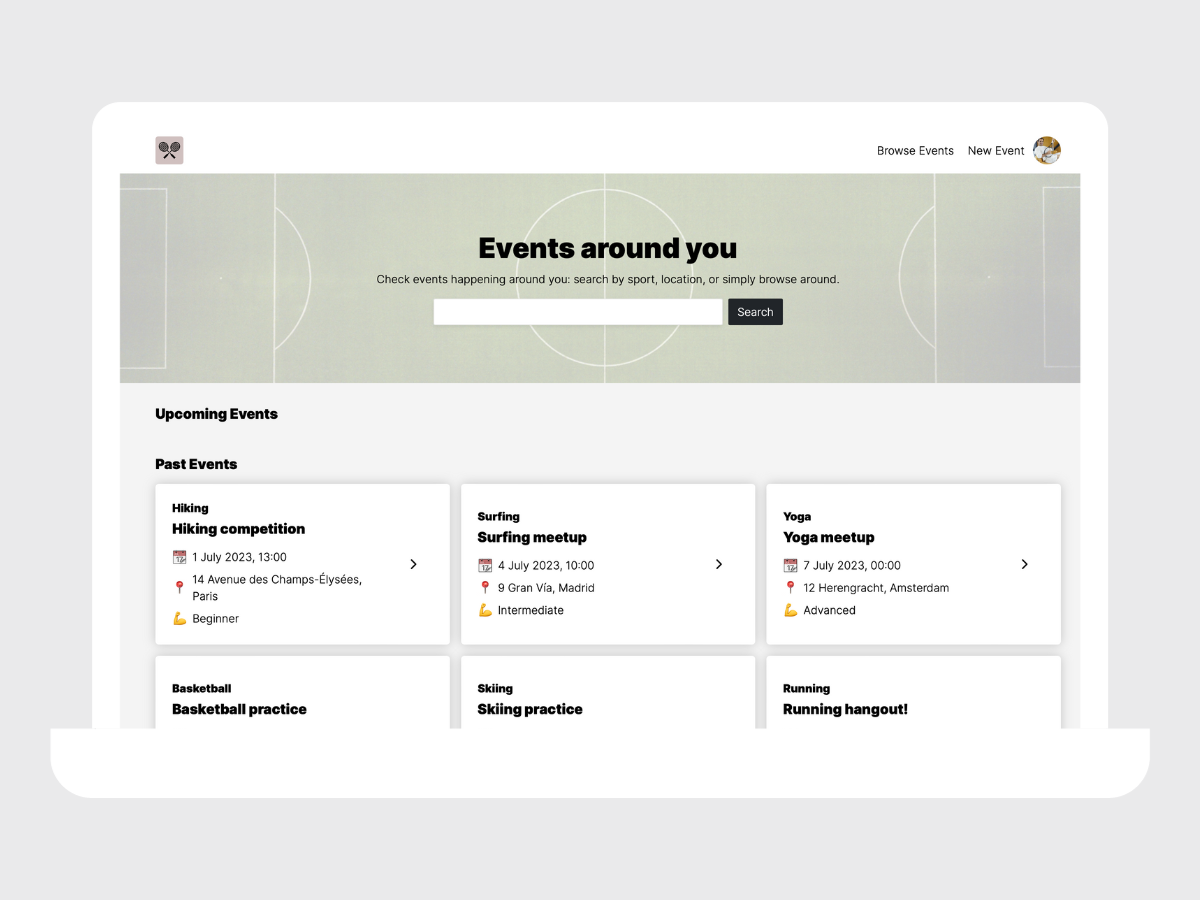 Browse Events New Event
Events around you
Check events happening around you: search by sport, location, or simply browse around.
Search
Upcoming Events
Past Events
Hiking
Hiking competition
1 July 2023, 13:00
14 Avenue des Champs-Élysées,
Paris
Beginner
Surfing
Surfing meetup
4 July 2023, 10:00
9 Gran Vía, Madrid
Intermediate
Yoga
Yoga meetup
7 July 2023, 00:00
12 Herengracht, Amsterdam
Advanced
Basketball
Basketball practice
Skiing
Skiing practice
Running
Running hangout!